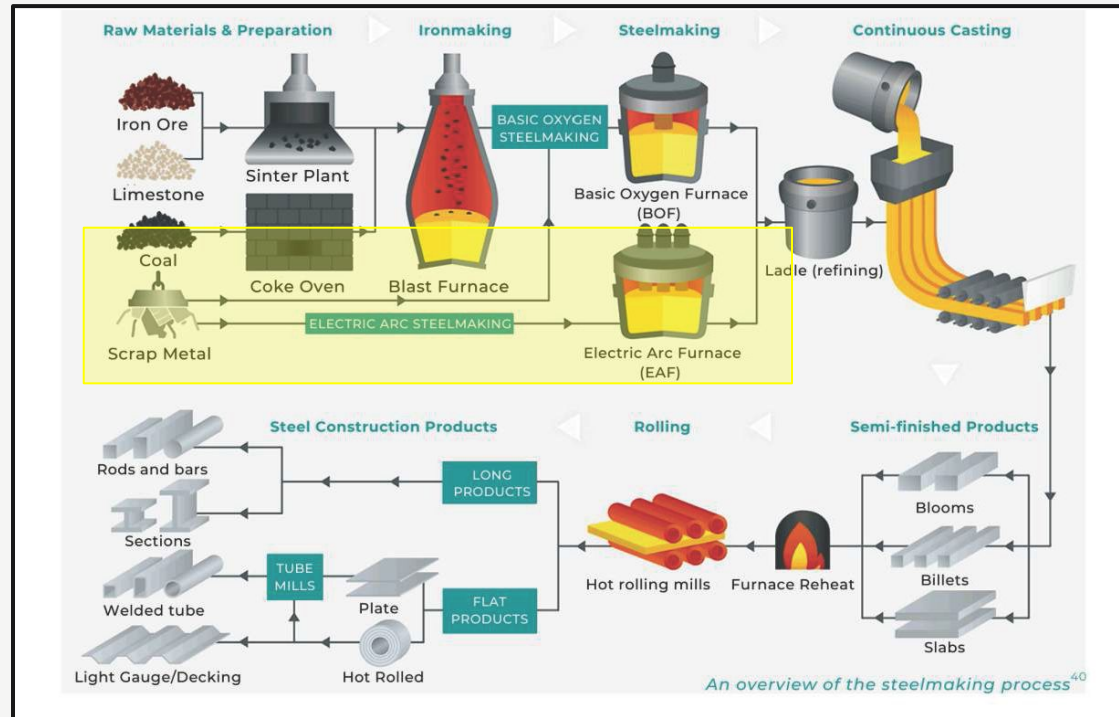 Raw Materials & Preparation
Ironmaking
Steelmaking
Continuous Casting
Iron Ore
Limestone
Coal
Scrap Metal
Sinter Plant
Coke Oven
Blast Furnace
BASIC OXYGEN
STEELMAKING
ELECTRIC ARC STEELMAKING
Basic Oxygen Furnace
(BOF)
Electric Arc Furnace
(EAF)
Ladle (refining)
Steel Construction Products
Rolling
Semi-finished Products
Rods and bars
Sections
Welded tube
Light Gauge/Decking
LONG
PRODUCTS
TUBE
MILLS
Plate
FLAT
PRODUCTS
Hot Rolled
Hot rolling mills
Furnace Reheat
Blooms
Billets
Slabs
An overview of the steelmaking process40